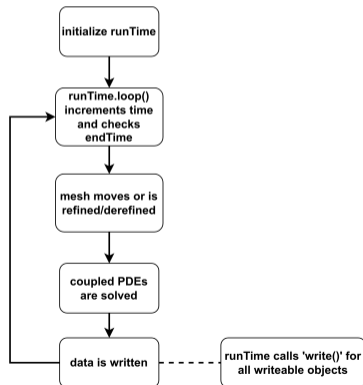 initialize runTime
runTime.loop()
increments time
and checks
endTime
mesh moves or is
refined/derefined
coupled PDEs
are solved
data is written
runTime calls 'write()' for
all writeable objects